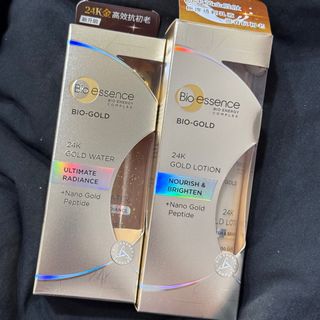 24K金 高效抗初老
Bio essence
BIO ENERGY
COMPLEX
BIO-GOLD
24K
GOLD WATER
ULTIMATE
RADIANCE
+Nano Gold
Peptide
Bio essence
BIO ENERGY
COMPLEX
BIO-GOLD
24K
GOLD LOTION
NOURISH &
BRIGHTEN
+Nano Gold
Peptide
24K